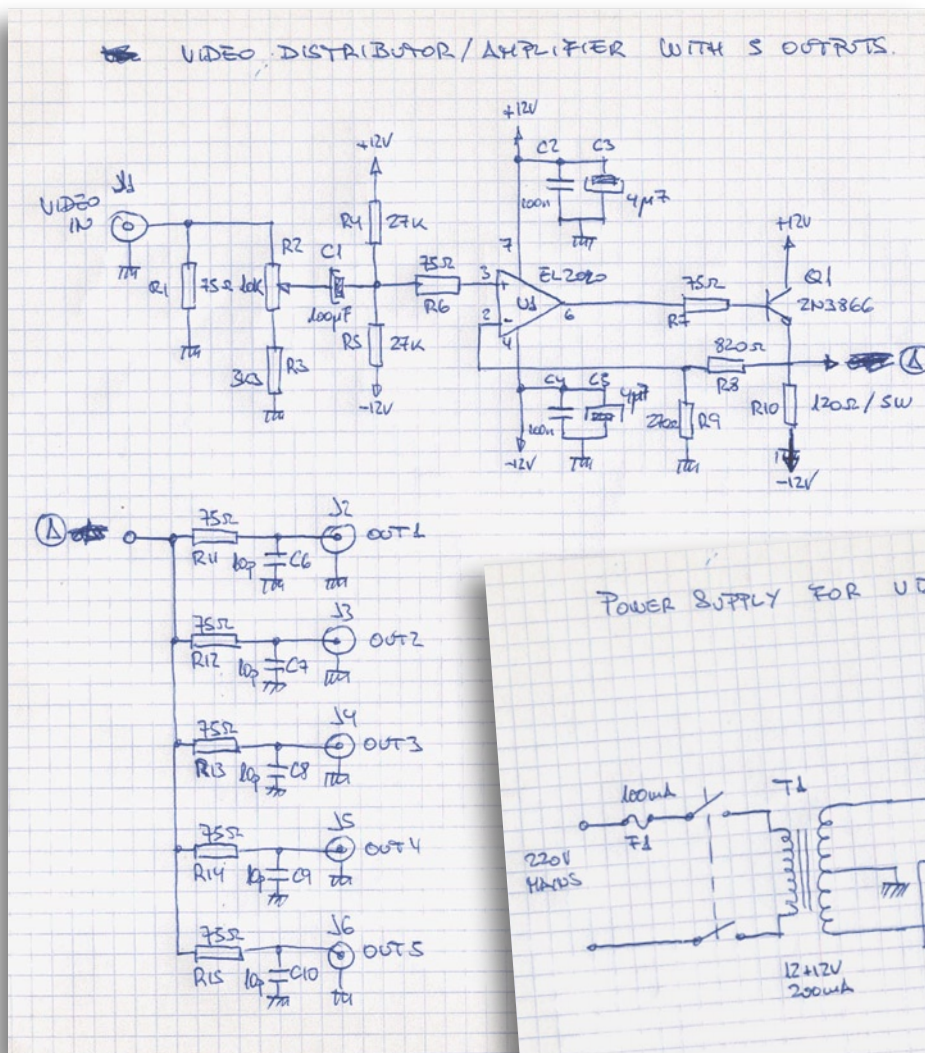 VIDEO DISTRIBUTOR/AMPLIFIER WITH 5 OUTPUTS.
+12V
C2 C3
100n 4µ7
J1
VIDEO IN
+12V
R4 27K
R1 75Ω
R2 10K
C1
100µF
R3
3K3
R5 27K
-12V
75Ω
R6
7
3 +
EL2020
U1
2 -
4
6
75Ω
R7
+12V
Q1
2N3866
820Ω
R8
A
C4 C5
100n 4µ7
-12V
270Ω R9
R10 120Ω / 5W
-12V
A
75Ω
R11
10p C6
J2
OUT1
75Ω
R12
10p C7
J3
OUT2
75Ω
R13
10p C8
J4
OUT3
75Ω
R14
10p C9
J5
OUT4
75Ω
R15
10p C10
J6
OUT5
POWER SUPPLY FOR
100mA
F1
T1
220V
MAINS
12+12V
200mA